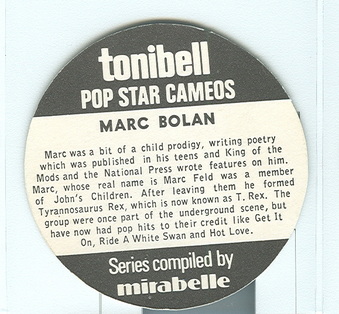 tonibell
POP STAR CAMEOS
MARC BOLAN
Marc was a bit of a child prodigy, writing poetry
which was published in his teens and King of the
Mods and the National Press wrote features on him.
Marc, whose real name is Marc Feld was a member
of John's Children. After leaving them he formed
Tyrannosaurus Rex, which is now known as T. Rex. The
group were once part of the underground scene, but
have now had pop hits to their credit like Get It
On, Ride A White Swan and Hot Love.
Series compiled by
mirabelle